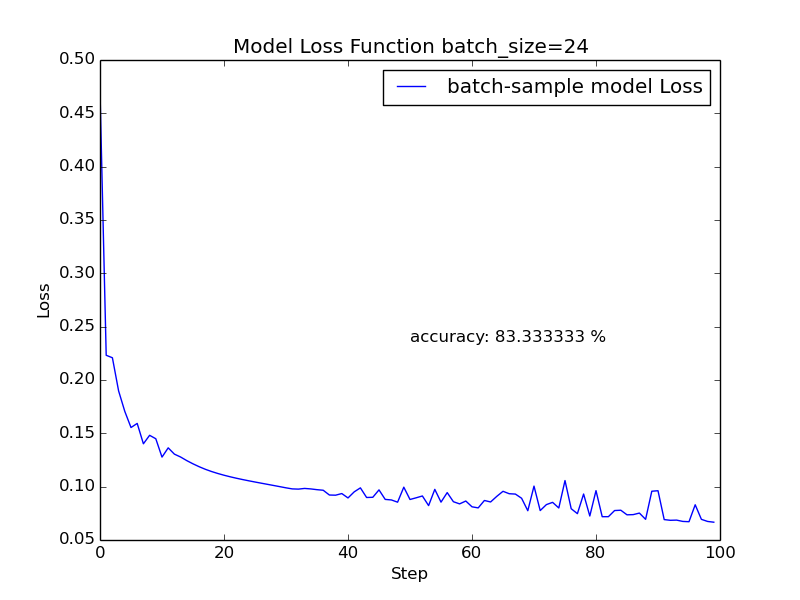 Model Loss Function batch_size=24
batch-sample model Loss
0.50
0.45
0.40
0.35
0.30
0.25
0.20
0.15
0.10
0.05
Loss
accuracy: 83.333333 %
0 20 40 60 80 100
Step